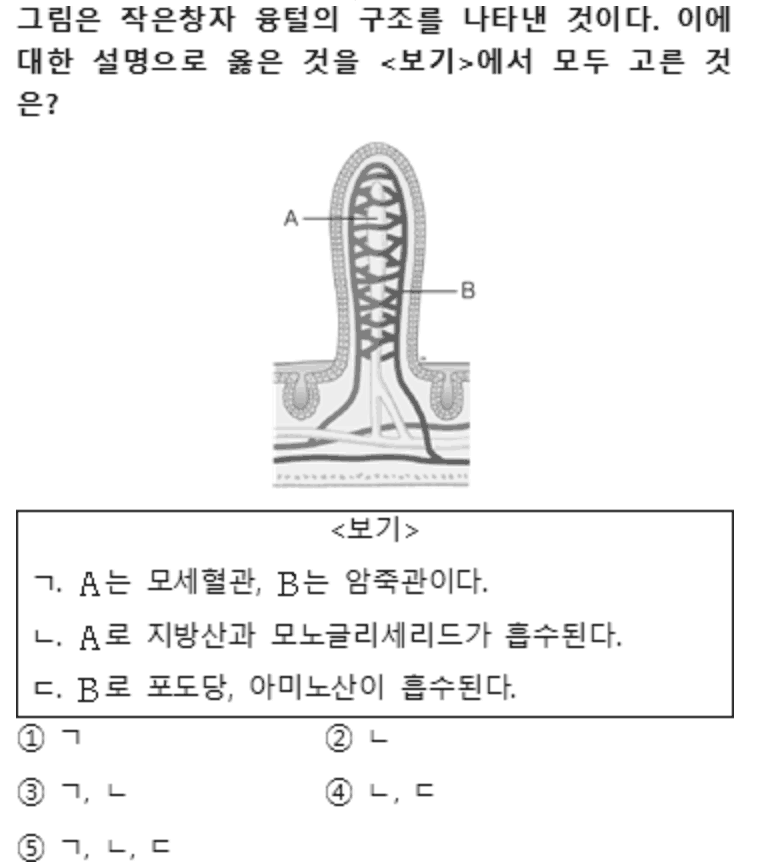 그림은 작은창자 융털의 구조를 나타낸 것이다. 이에
대한 설명으로 옳은 것을 <보기>에서 모두 고른 것
은?
A
B
<보기>
ㄱ. A는 모세혈관, B는 암죽관이다.
ㄴ. A로 지방산과 모노글리세리드가 흡수된다.
ㄷ. B로 포도당, 아미노산이 흡수된다.
① ㄱ ② ㄴ
③ ㄱ, ㄴ ④ ㄴ, ㄷ
⑤ ㄱ, ㄴ, ㄷ